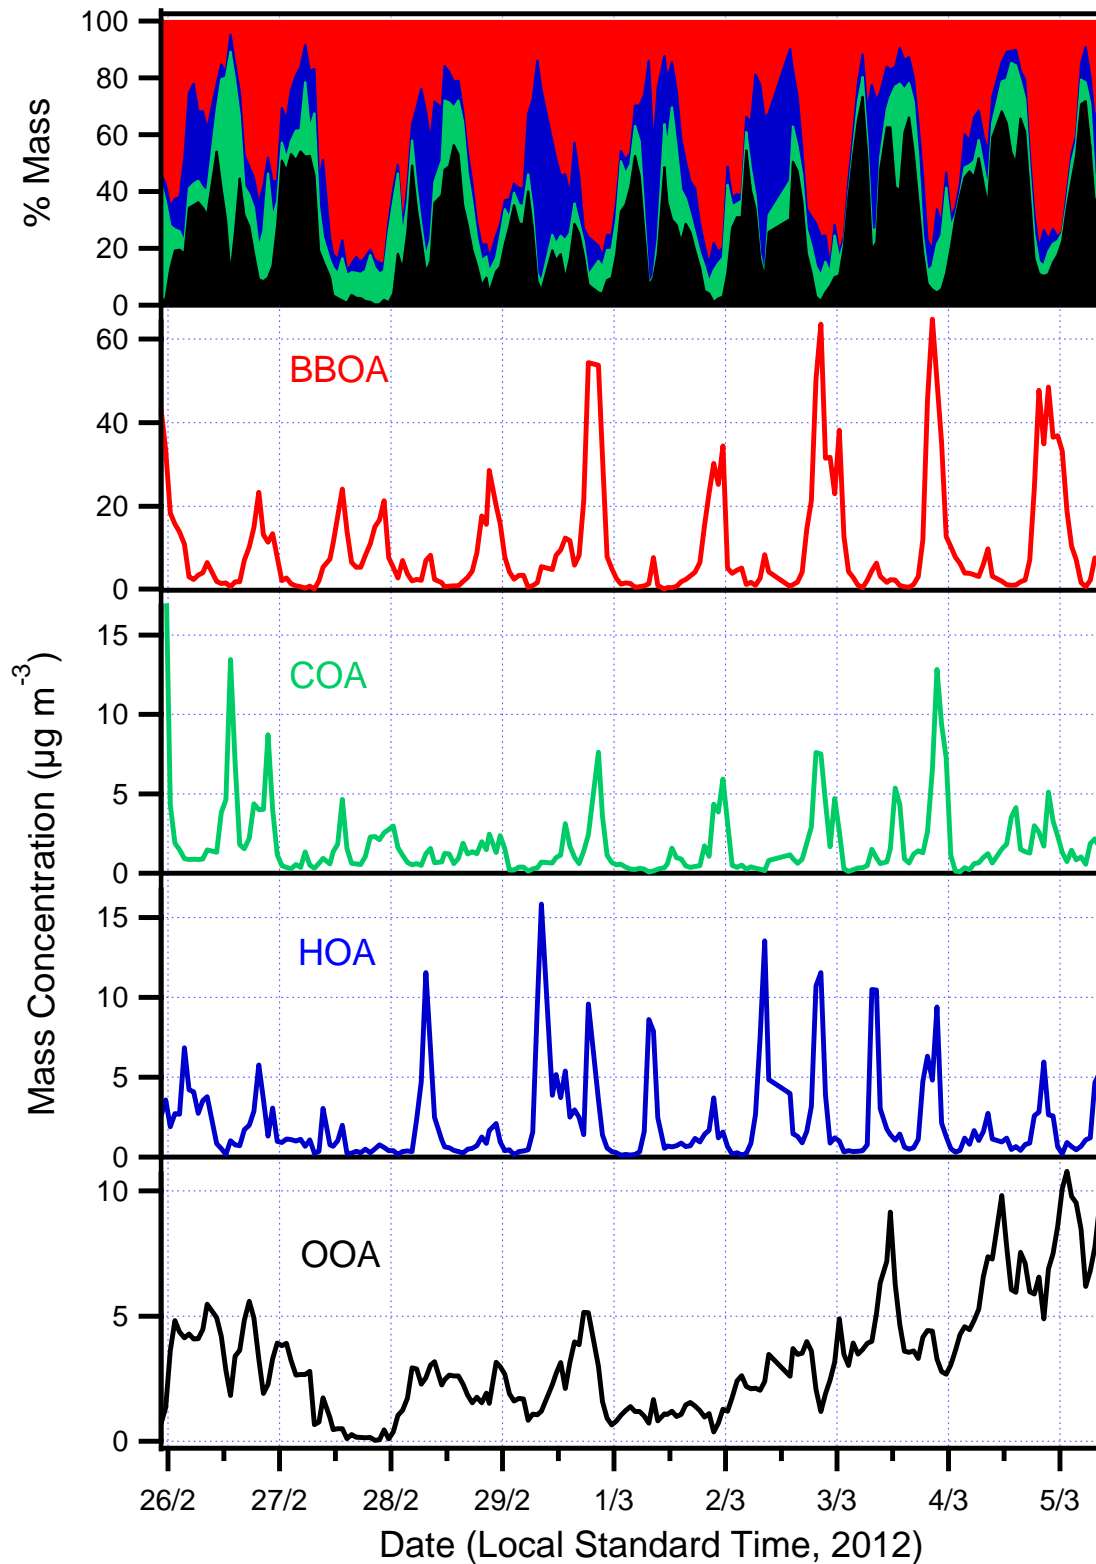 100
80
60
40
20
0
% Mass
60
40
20
0
BBOA
15
10
5
0
COA
Mass Concentration (µg m-3)
15
10
5
0
HOA
10
5
0
OOA
26/2 27/2 28/2 29/2 1/3 2/3 3/3 4/3 5/3
Date (Local Standard Time, 2012)